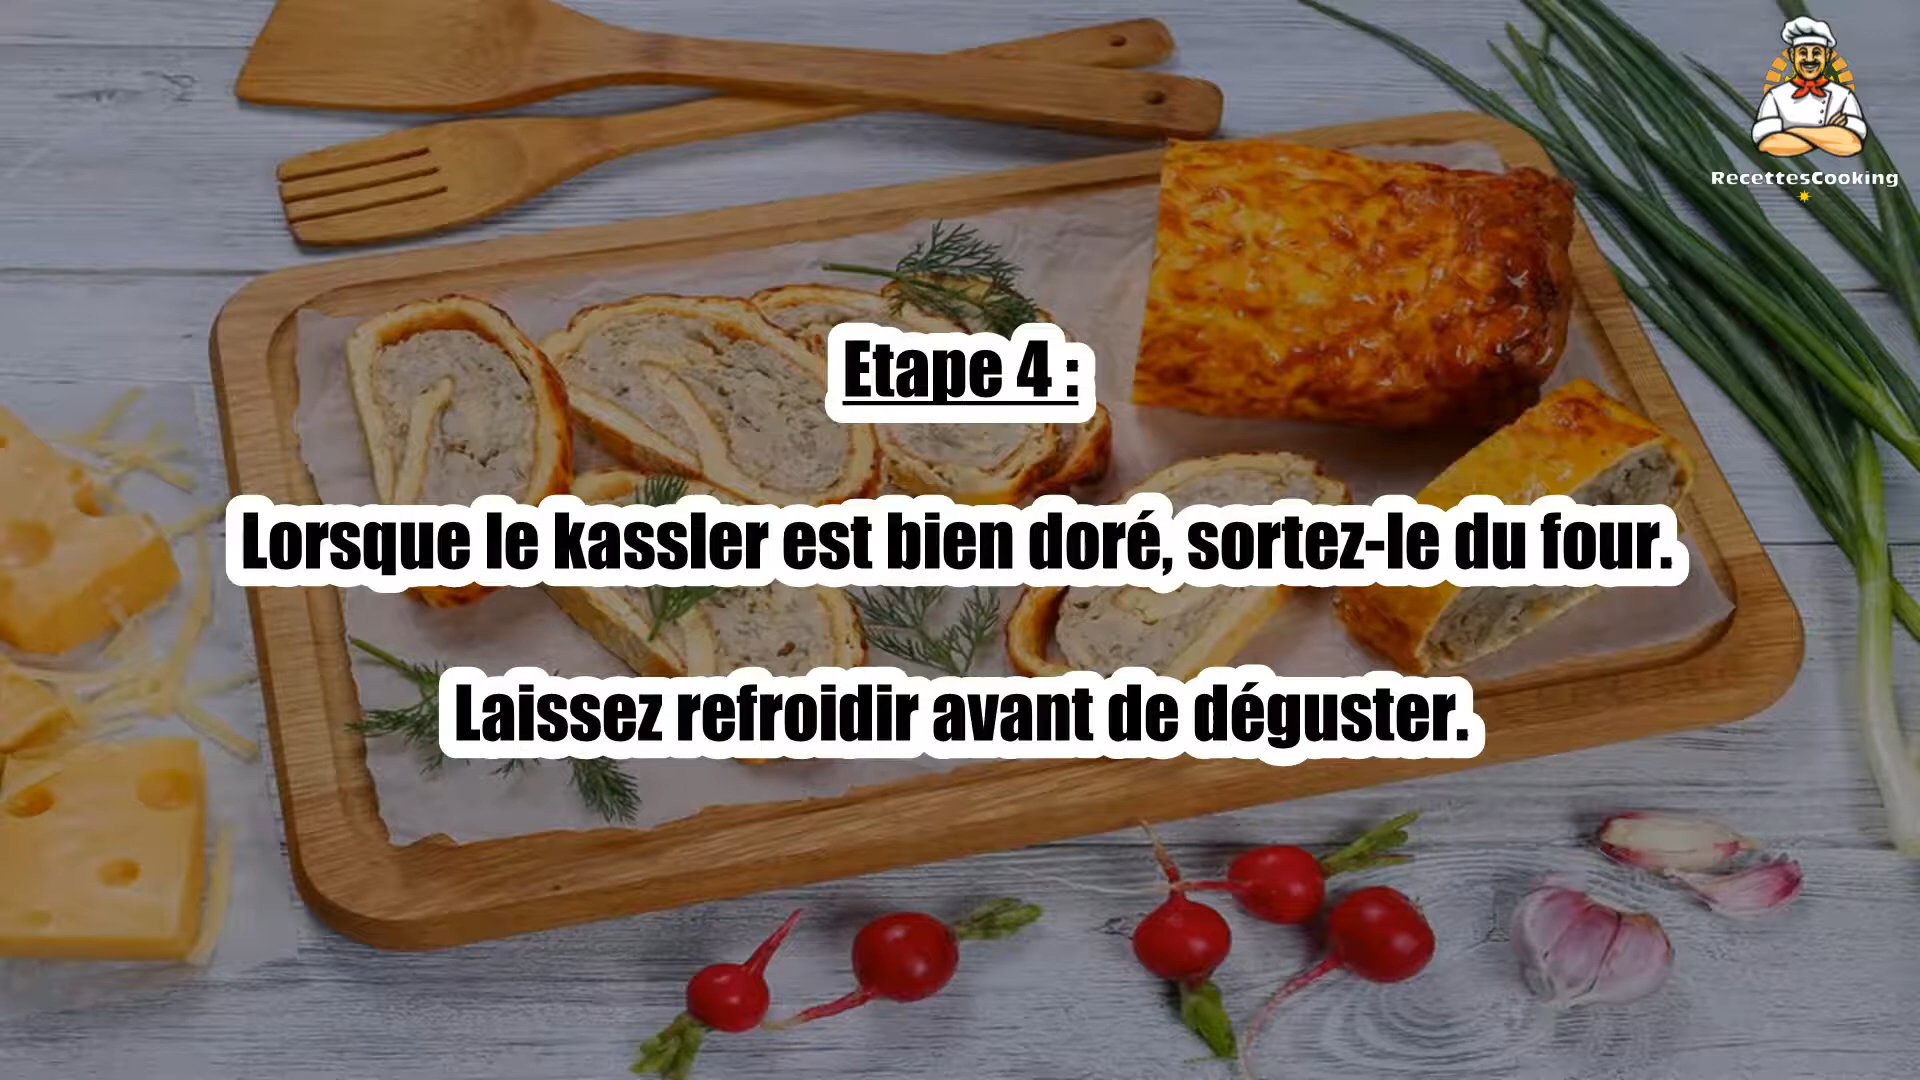 RecettesCooking
Etape 4 :
Lorsque le kassler est bien doré, sortez-le du four.
Laissez refroidir avant de déguster.